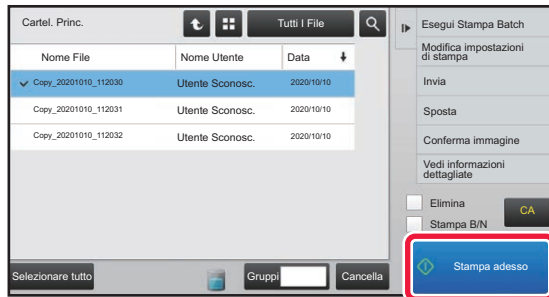 Cartel. Princ.
Tutti I File
Nome File
Nome Utente
Data
Copy_20201010_112030
Utente Sconosc.
2020/10/10
Copy_20201010_112031
Utente Sconosc.
2020/10/10
Copy_20201010_112032
Utente Sconosc.
2020/10/10
Selezionare tutto
Gruppi
Cancella
Esegui Stampa Batch
Modifica impostazioni
di stampa
Invia
Sposta
Conferma immagine
Vedi informazioni
dettagliate
Elimina
Stampa B/N
CA
Stampa adesso